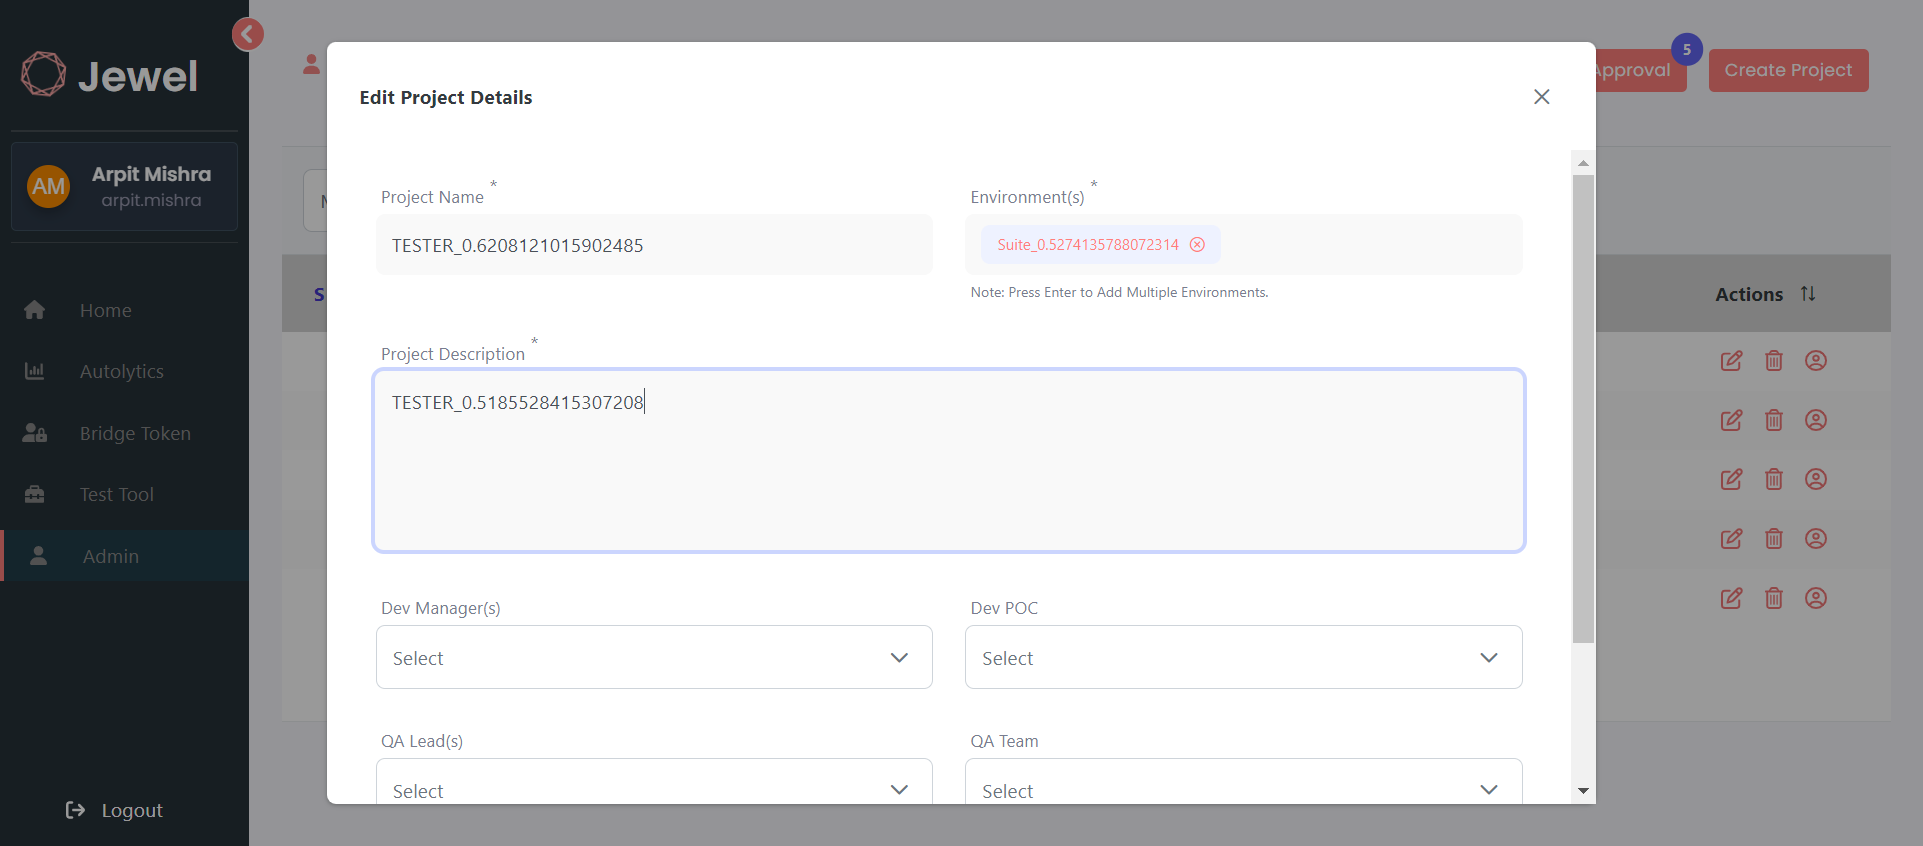 Jewel
AM
Arpit Mishra
arpit.mishra
Home
Autolytics
Bridge Token
Test Tool
Admin
Logout
Approval
5
Create Project
Edit Project Details
Project Name *
TESTER_0.6208121015902485
Environment(s) *
Suite_0.5274135788072314
Note: Press Enter to Add Multiple Environments.
Project Description *
TESTER_0.5185528415307208
Dev Manager(s)
Select
Dev POC
Select
QA Lead(s)
Select
QA Team
Select
S
Actions